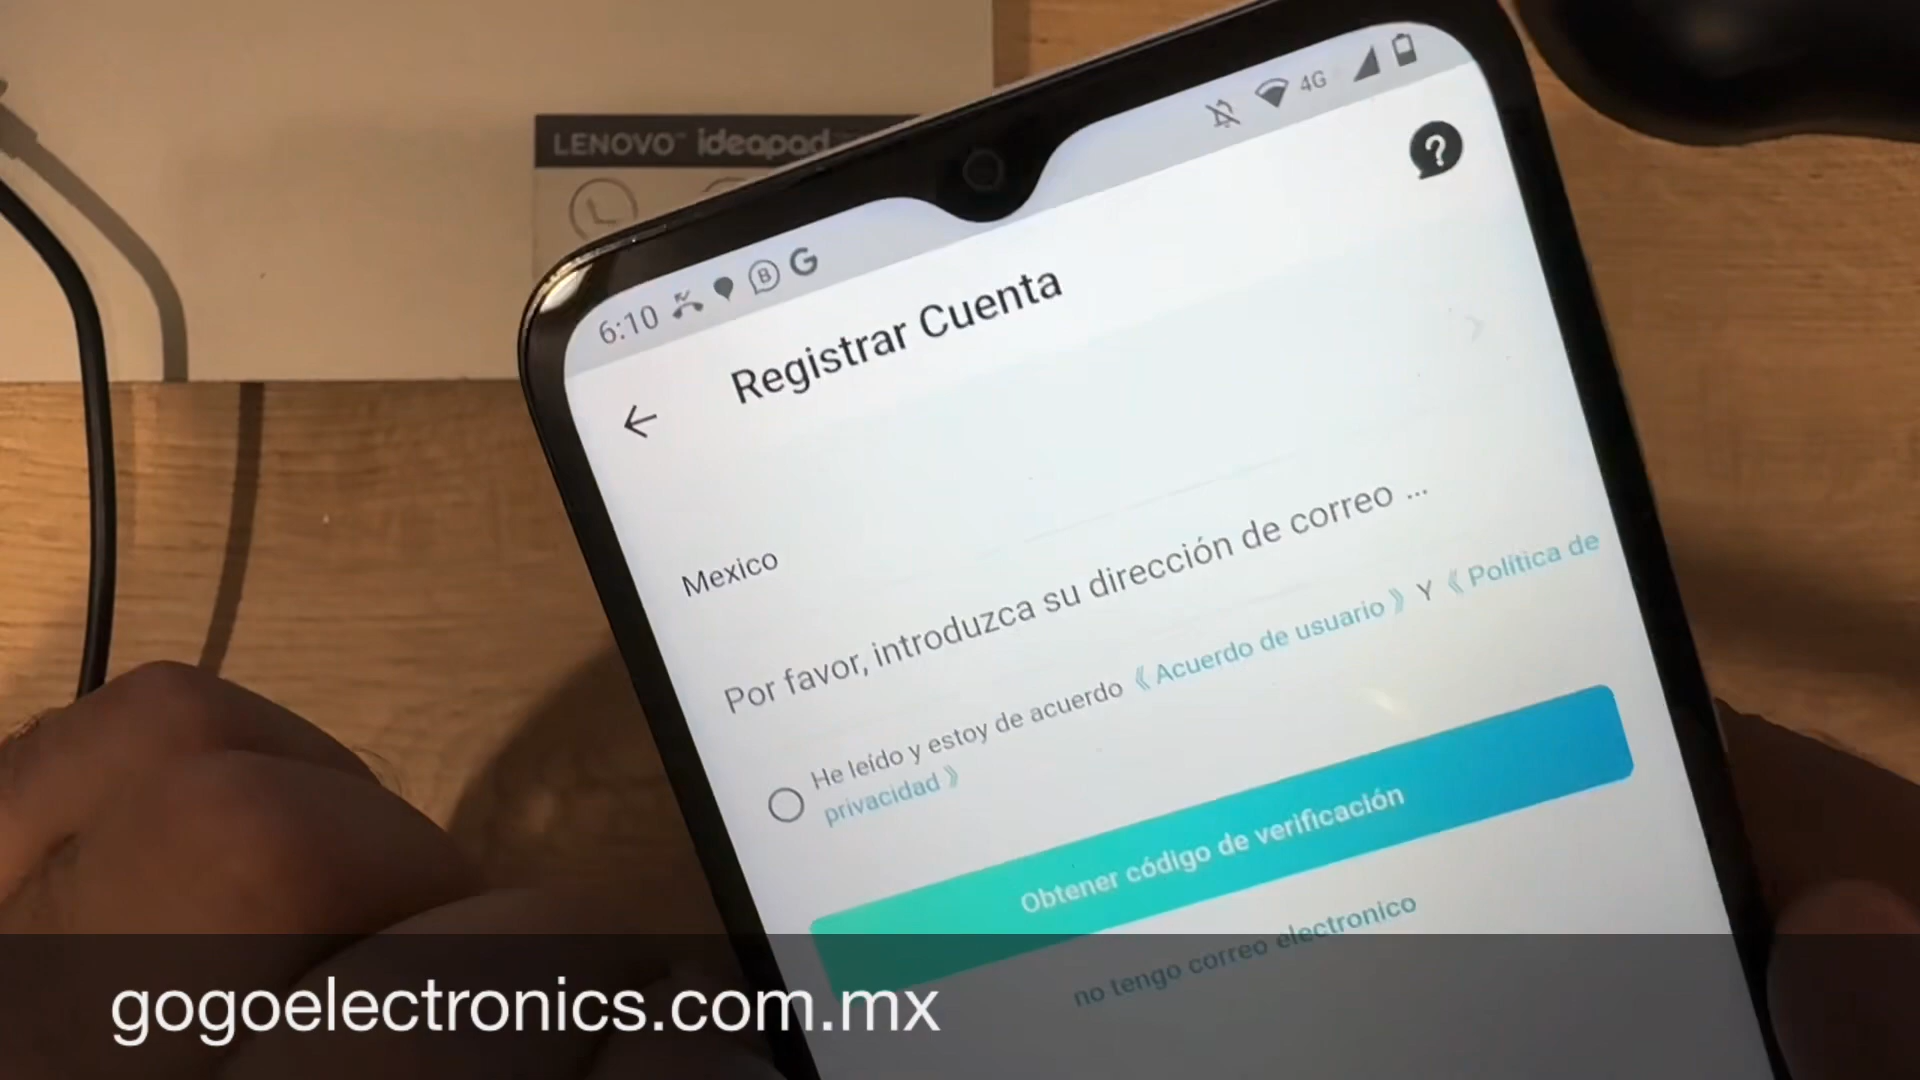 LENOVO™ ideapad
4G
6:10
Registrar Cuenta
Mexico
Por favor, introduzca su dirección de correo ...
He leído y estoy de acuerdo 《 Acuerdo de usuario 》 Y 《 Política de
privacidad 》
Obtener código de verificación
no tengo correo electronico
gogoelectronics.com.mx